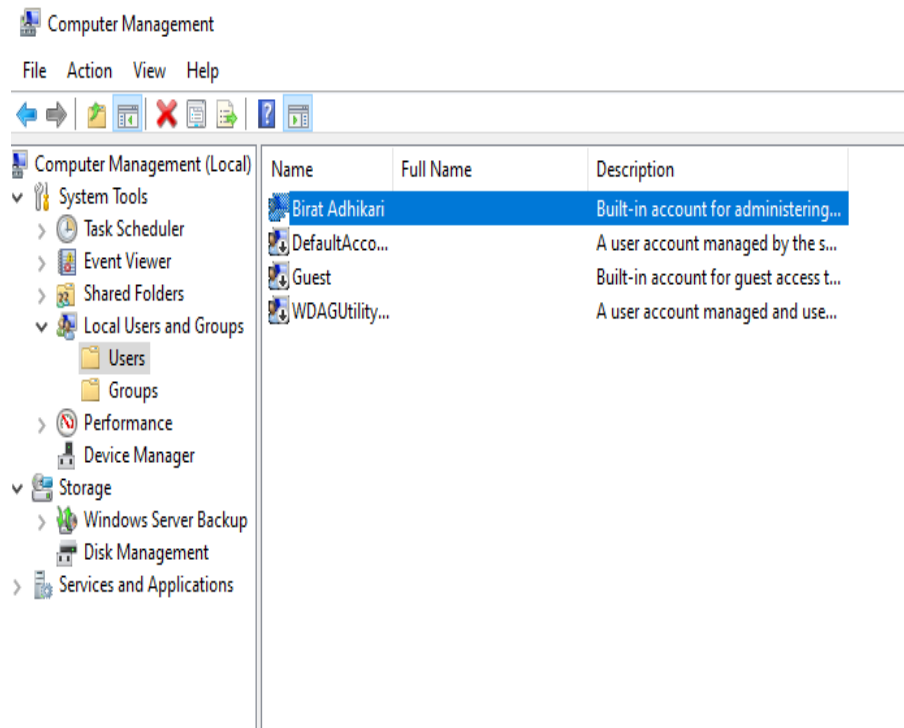 Computer Management
File Action View Help
Computer Management (Local)
System Tools
Task Scheduler
Event Viewer
Shared Folders
Local Users and Groups
Users
Groups
Performance
Device Manager
Storage
Windows Server Backup
Disk Management
Services and Applications
Name Full Name Description
Birat Adhikari Built-in account for administering...
DefaultAcco... A user account managed by the s...
Guest Built-in account for guest access t...
WDAGUtility... A user account managed and use...